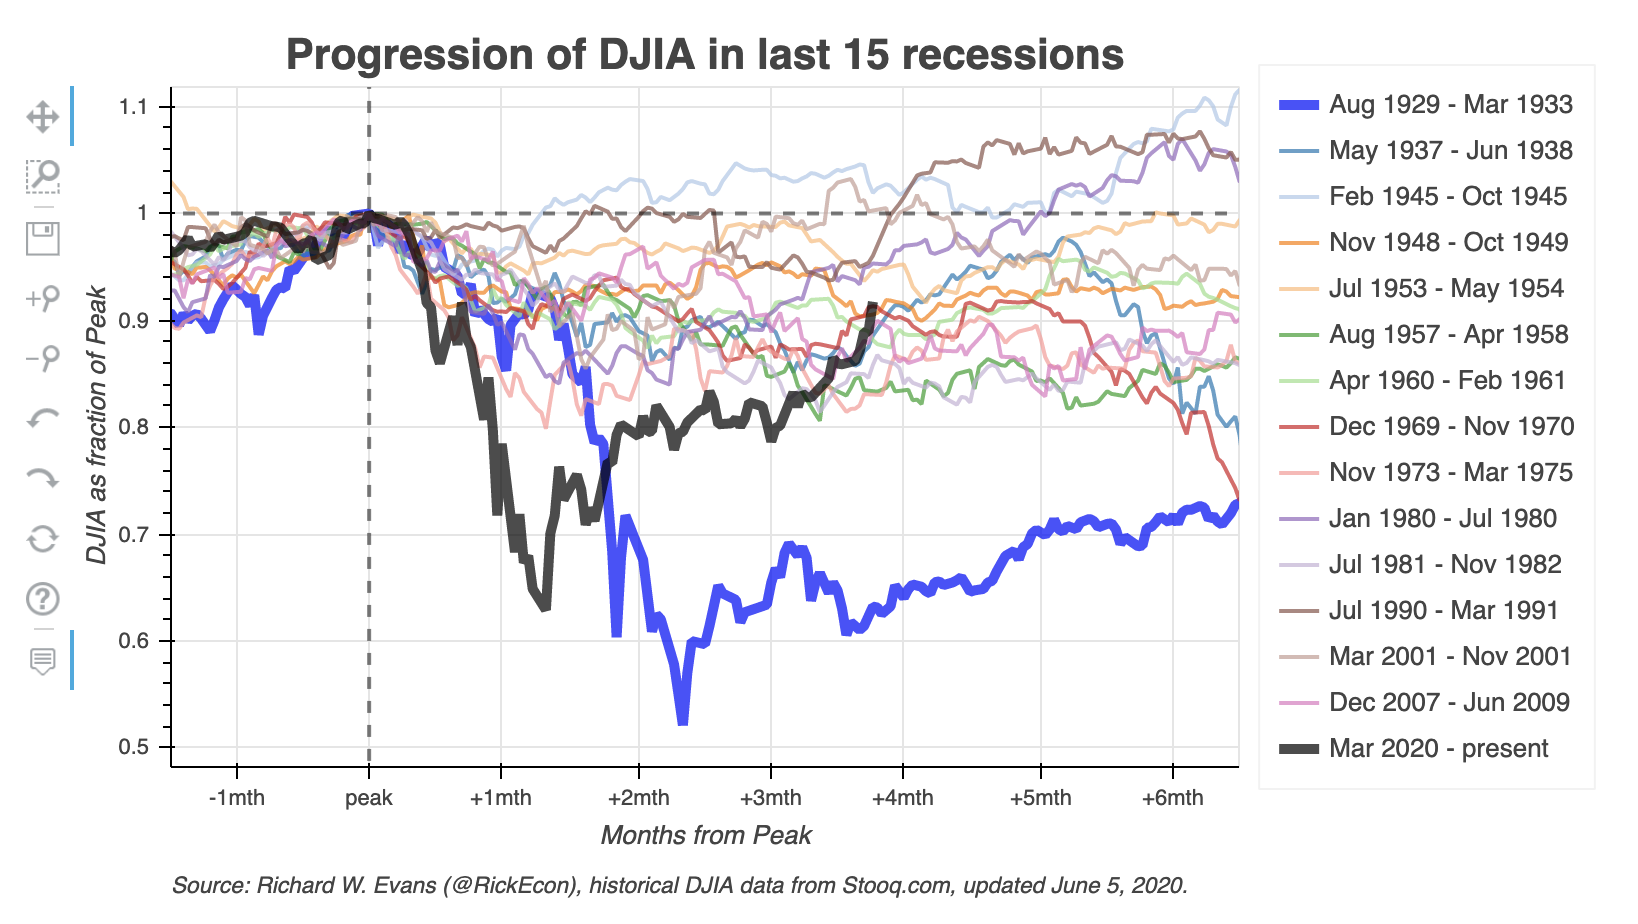 Progression of DJIA in last 15 recessions
1.1
1
0.9
0.8
0.7
0.6
0.5
DJIA as fraction of Peak
-1mth
peak
+1mth
+2mth
+3mth
+4mth
+5mth
+6mth
Months from Peak
Aug 1929 - Mar 1933
May 1937 - Jun 1938
Feb 1945 - Oct 1945
Nov 1948 - Oct 1949
Jul 1953 - May 1954
Aug 1957 - Apr 1958
Apr 1960 - Feb 1961
Dec 1969 - Nov 1970
Nov 1973 - Mar 1975
Jan 1980 - Jul 1980
Jul 1981 - Nov 1982
Jul 1990 - Mar 1991
Mar 2001 - Nov 2001
Dec 2007 - Jun 2009
Mar 2020 - present
Source: Richard W. Evans (@RickEcon), historical DJIA data from Stooq.com, updated June 5, 2020.